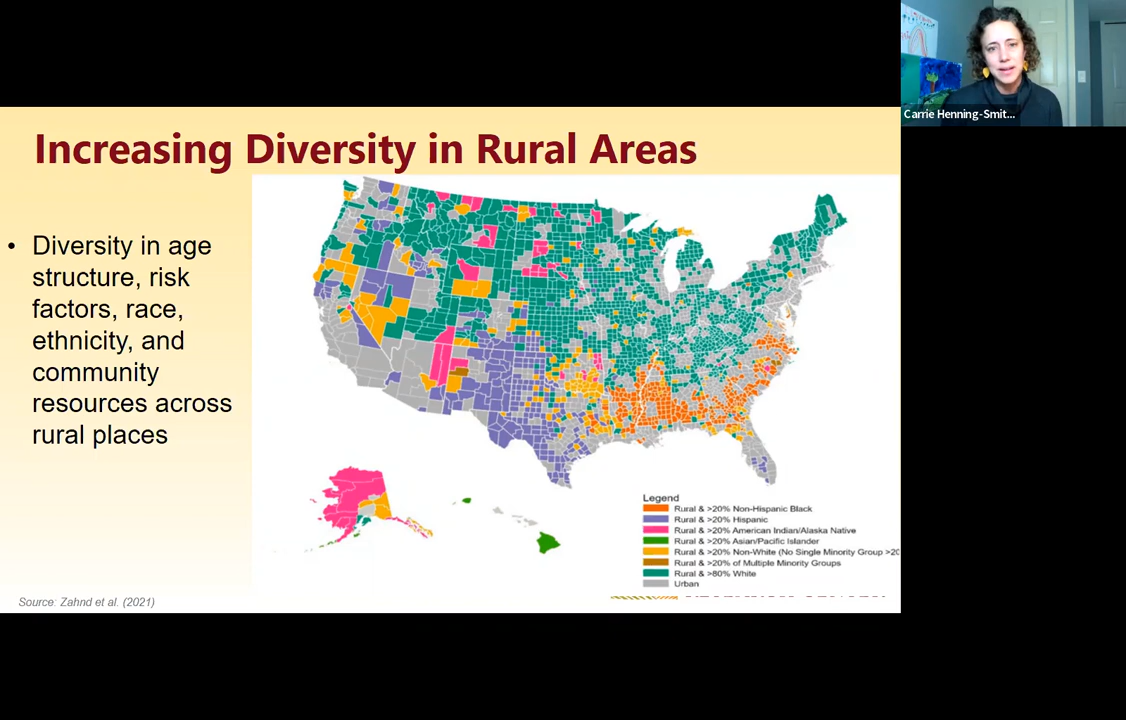 Carrie Henning-Smit...
Increasing Diversity in Rural Areas
• Diversity in age
structure, risk
factors, race,
ethnicity, and
community
resources across
rural places
Legend
Rural & >20% Non-Hispanic Black
Rural & >20% Hispanic
Rural & >20% American Indian/Alaska Native
Rural & >20% Asian/Pacific Islander
Rural & >20% Non-White (No Single Minority Group >20
Rural & >20% of Multiple Minority Groups
Rural & >80% White
Urban
Source: Zahnd et al. (2021)